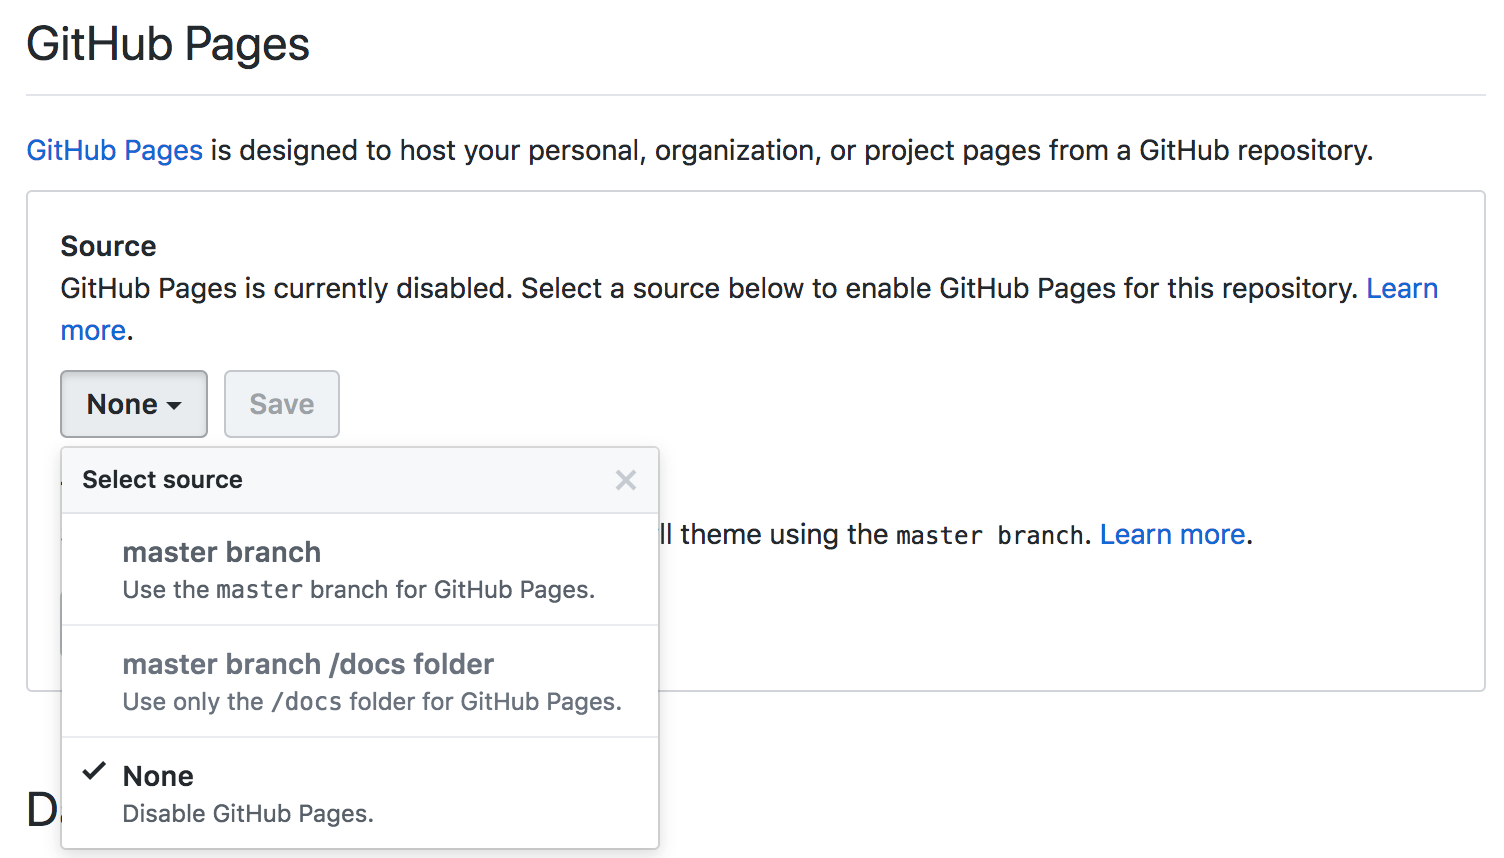 GitHub Pages
GitHub Pages is designed to host your personal, organization, or project pages from a GitHub repository.
Source
GitHub Pages is currently disabled. Select a source below to enable GitHub Pages for this repository. Learn
more.
None Save
Select source
master branch
Use the master branch for GitHub Pages.
theme using the master branch. Learn more.
master branch /docs folder
Use only the /docs folder for GitHub Pages.
None
Disable GitHub Pages.